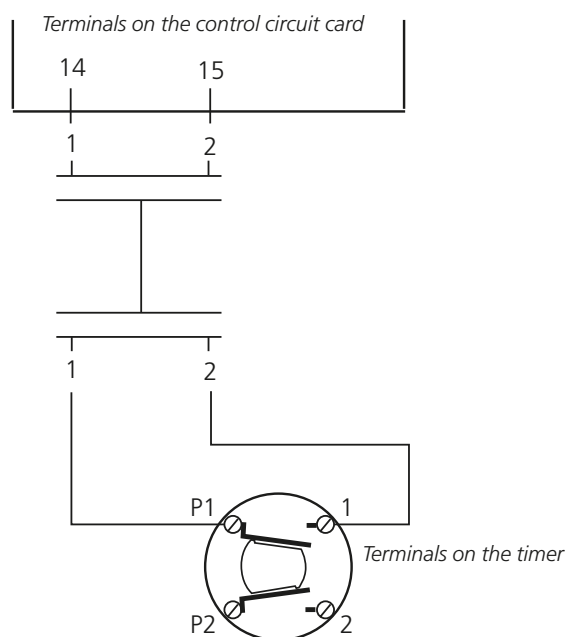 Terminals on the control circuit card
14 15
1 2
1 2
P1 1
Terminals on the timer
P2 2